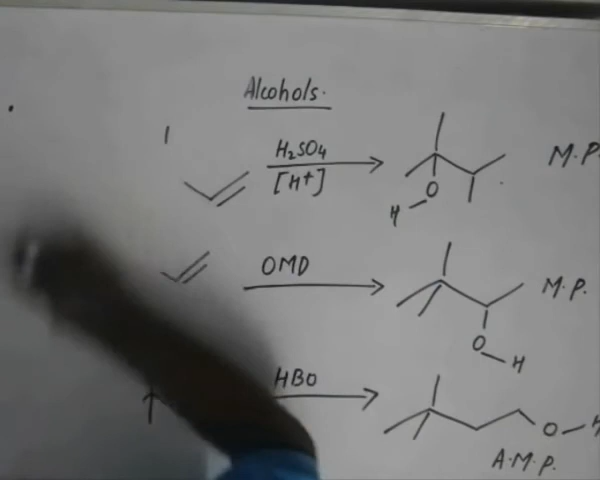 Alcohols.
H₂SO₄
[H+]
M.P.
O
H
OMD
M.P.
O
H
HBO
O
H
A.M.P.